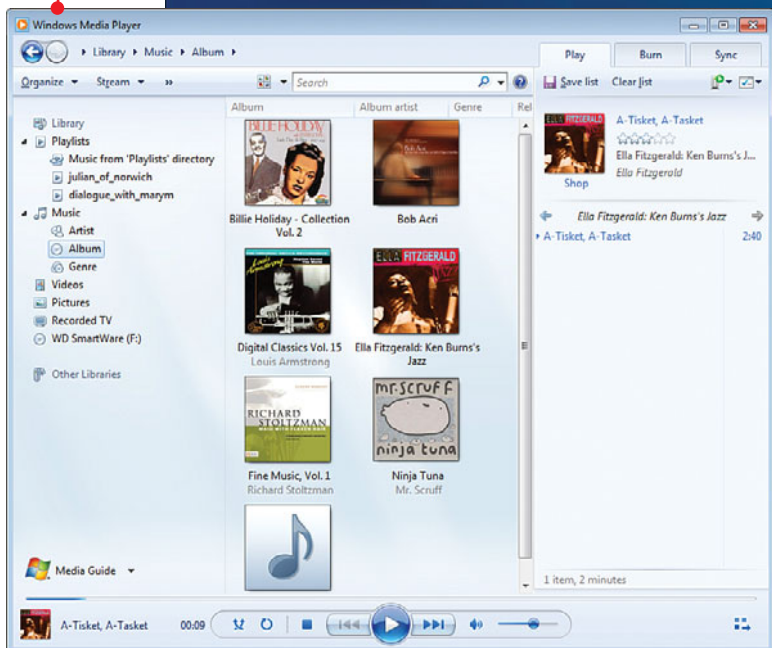 Windows Media Player
Library ▸ Music ▸ Album ▸
Play
Burn
Sync
Organize
Stream
»
Search
Save list
Clear list
Library
Playlists
Music from 'Playlists' directory
julian_of_norwich
dialogue_with_marym
Music
Artist
Album
Genre
Videos
Pictures
Recorded TV
WD SmartWare (F:)
Other Libraries
Media Guide
Album
Album artist
Genre
Rel
BILLIE HOLIDAY
Billie Holiday - Collection
Vol. 2
Bob Acri
Bob Acri
Louis Armstrong
Digital Classics Vol. 15
Louis Armstrong
ELLA FITZGERALD
Ella Fitzgerald: Ken Burns's
Jazz
RICHARD
STOLTZMAN
Fine Music, Vol. 1
Richard Stoltzman
mr.scruff
ninja tuna
Ninja Tuna
Mr. Scruff
ELLA FITZGERALD
Shop
A-Tisket, A-Tasket
Ella Fitzgerald: Ken Burns's J...
Ella Fitzgerald
Ella Fitzgerald: Ken Burns's Jazz
A-Tisket, A-Tasket 2:40
1 item, 2 minutes
A-Tisket, A-Tasket 00:09